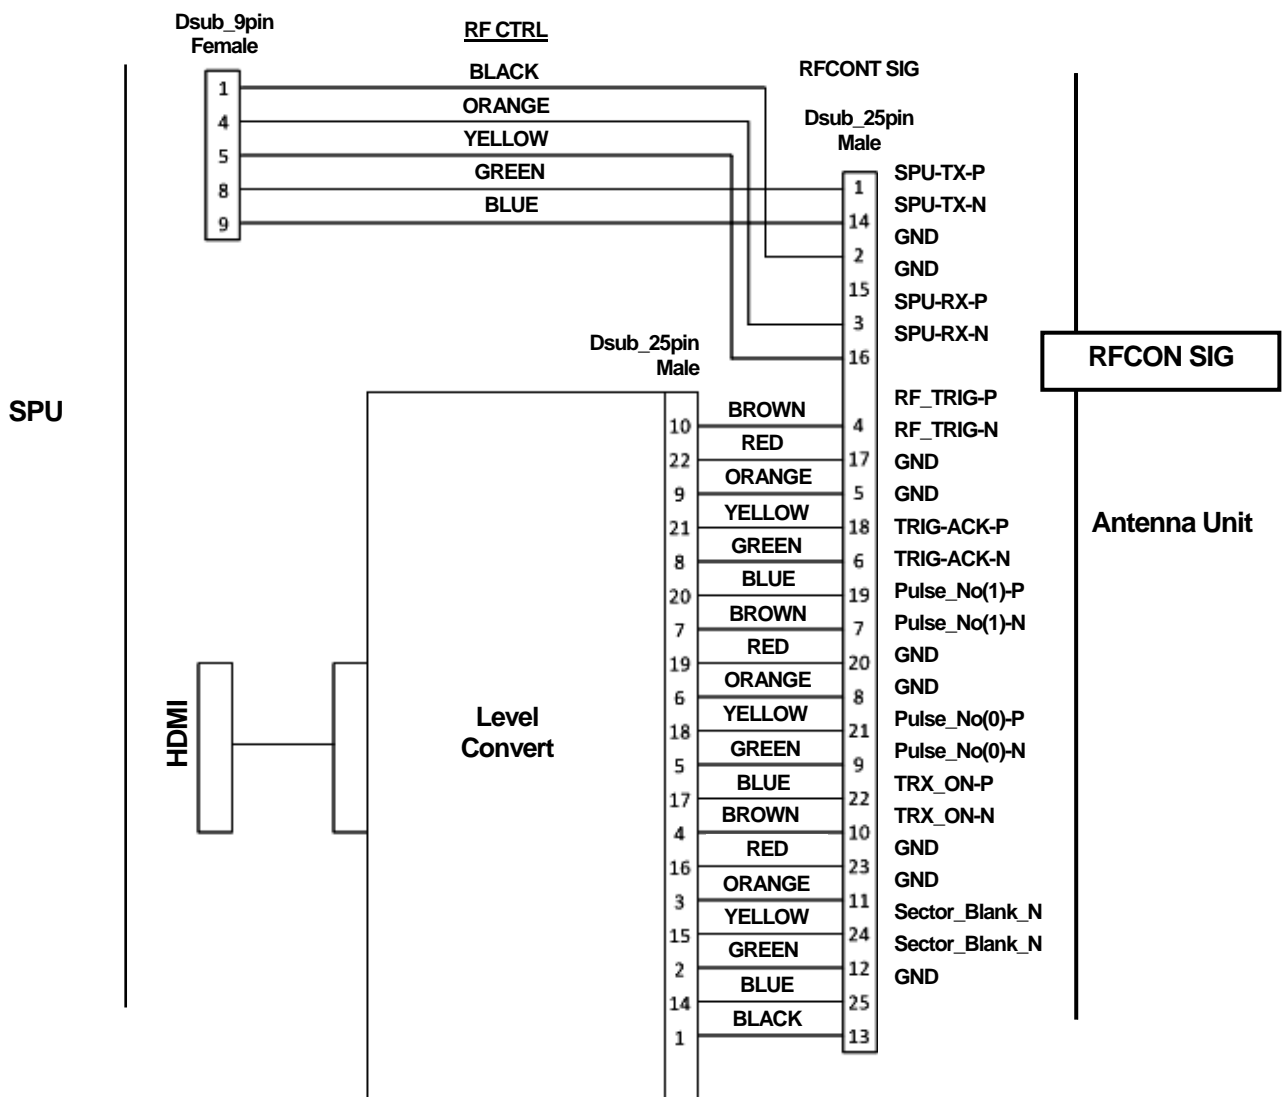 Dsub_9pin
Female
RF CTRL
RFCONT SIG
Dsub_25pin
Male
1
4
5
8
9
BLACK
ORANGE
YELLOW
GREEN
BLUE
1
14
2
15
3
16
SPU-TX-P
SPU-TX-N
GND
GND
SPU-RX-P
SPU-RX-N
RFCON SIG
SPU
Antenna Unit
Dsub_25pin
Male
HDMI
Level
Convert
10 BROWN 4
22 RED 17
9 ORANGE 5
21 YELLOW 18
8 GREEN 6
20 BLUE 19
7 BROWN 7
19 RED 20
6 ORANGE 8
18 YELLOW 21
5 GREEN 9
17 BLUE 22
4 BROWN 10
16 RED 23
3 ORANGE 11
15 YELLOW 24
2 GREEN 12
14 BLUE 25
1 BLACK 13
RF_TRIG-P
RF_TRIG-N
GND
GND
TRIG-ACK-P
TRIG-ACK-N
Pulse_No(1)-P
Pulse_No(1)-N
GND
GND
Pulse_No(0)-P
Pulse_No(0)-N
TRX_ON-P
TRX_ON-N
GND
GND
Sector_Blank_N
Sector_Blank_N
GND